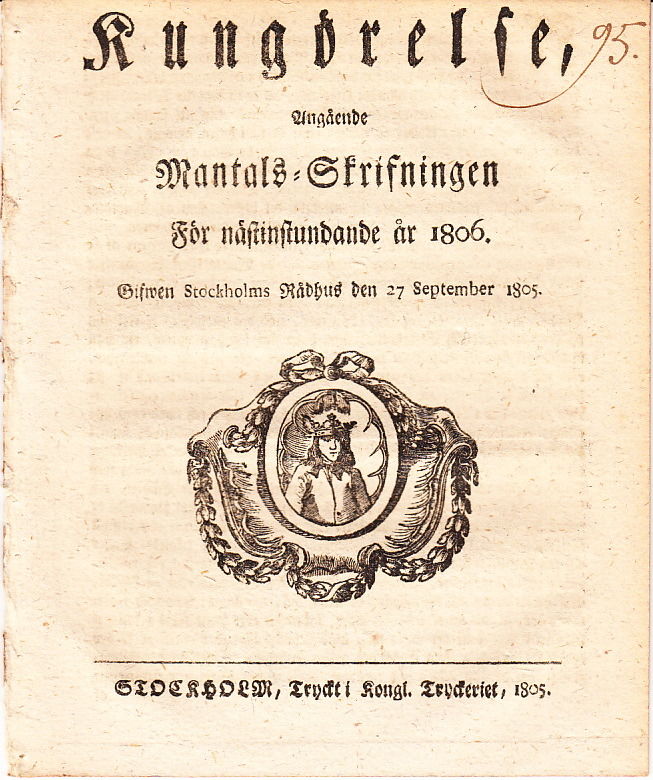 Kungörelse, 95.
Angående
Mantals-Skrifningen
För nästinstundande år 1806.
Gifwen Stockholms Rådhus den 27 September 1805.
STOCKHOLM, Tryckt i Kongl. Tryckeriet, 1805.